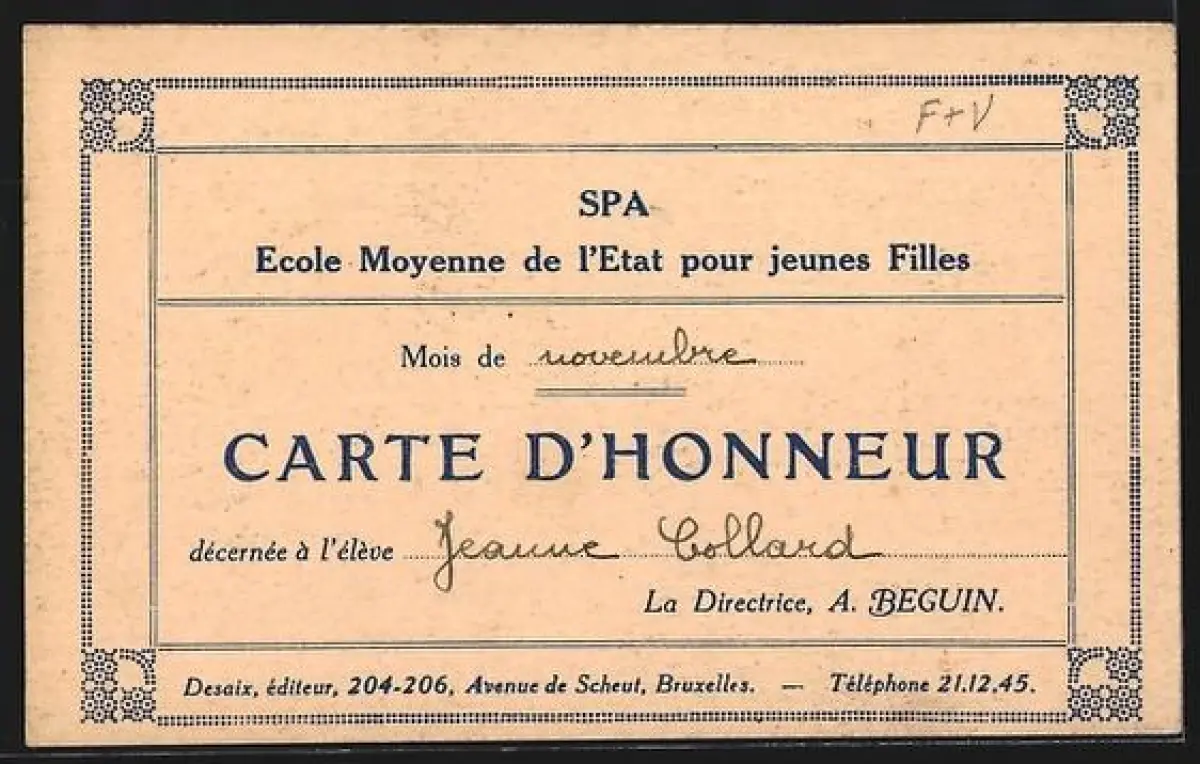 F+V
SPA
Ecole Moyenne de l'Etat pour jeunes Filles
Mois de novembre
CARTE D'HONNEUR
décernée à l'élève Jeanne Collard
La Directrice, A. BEGUIN.
Desaix, éditeur, 204-206, Avenue de Scheut, Bruxelles. — Téléphone 21.12.45.